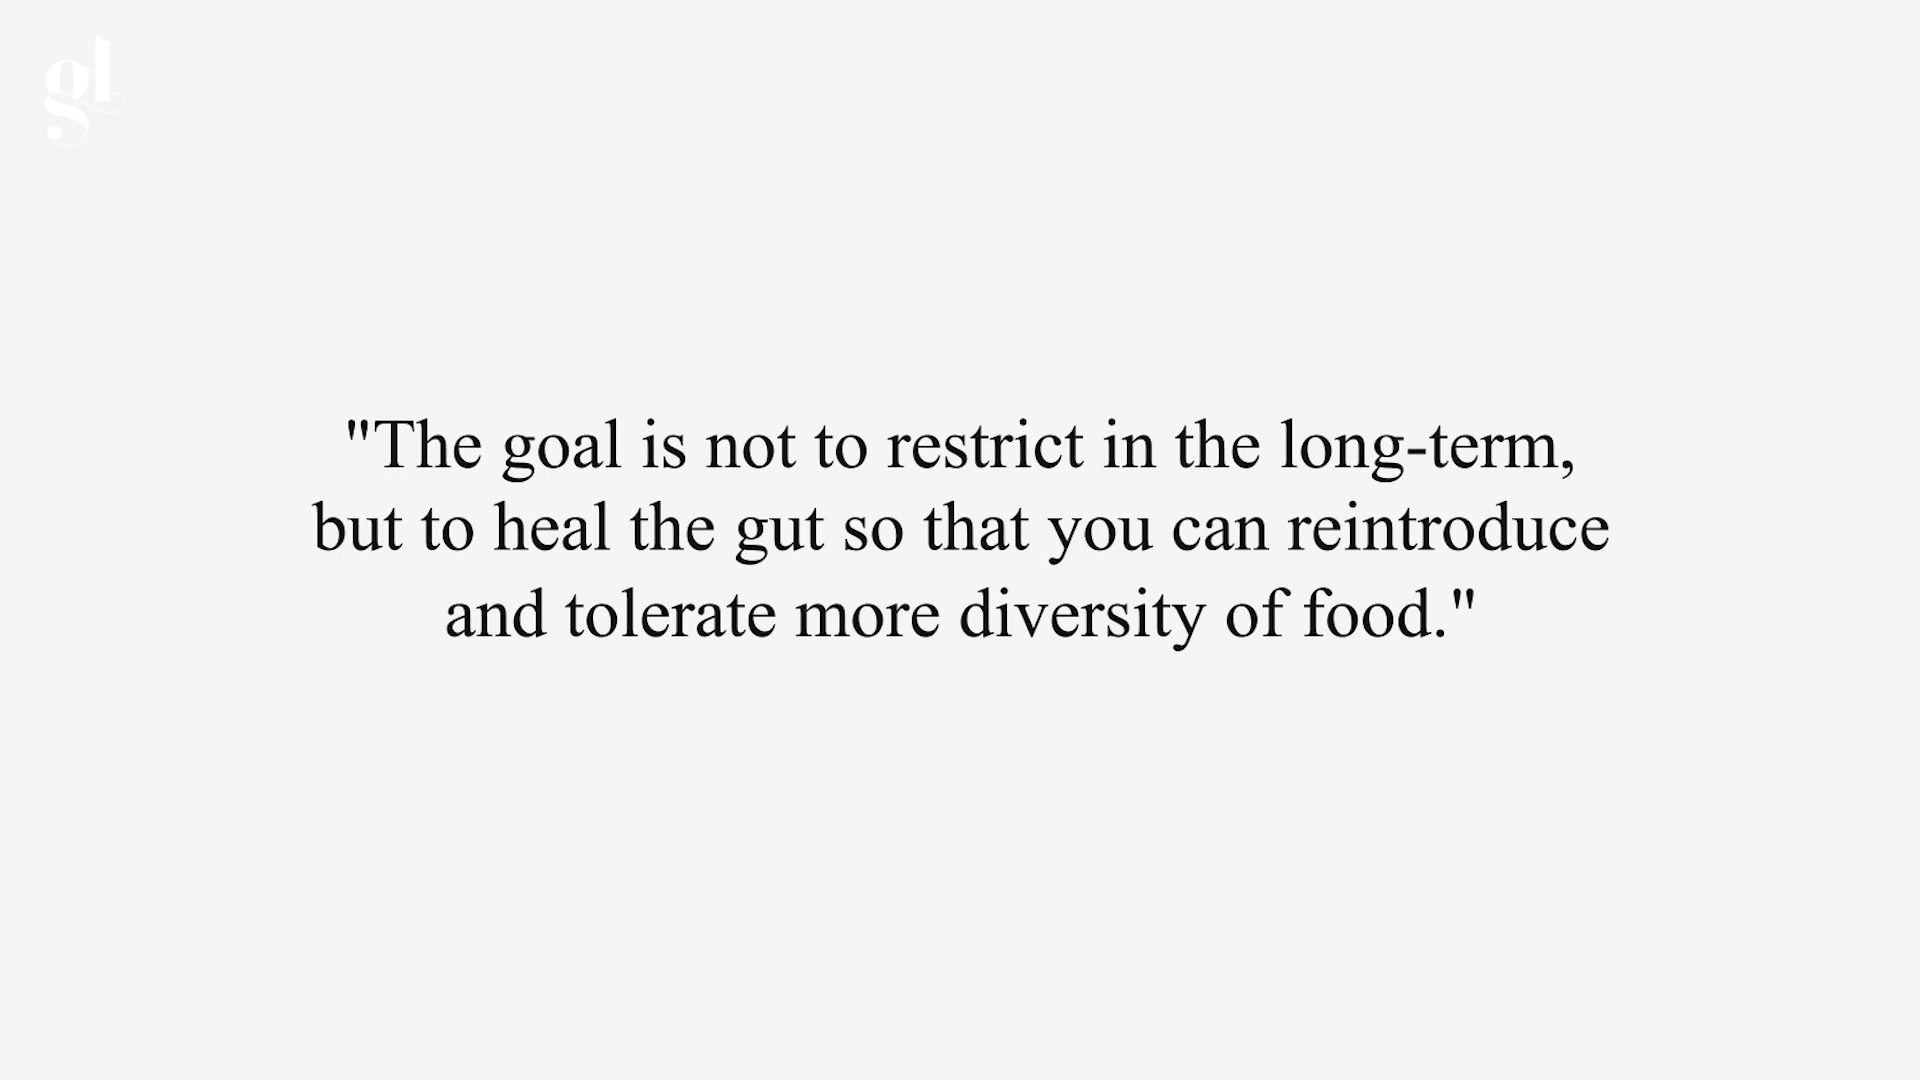 gl
"The goal is not to restrict in the long-term,
but to heal the gut so that you can reintroduce
and tolerate more diversity of food."